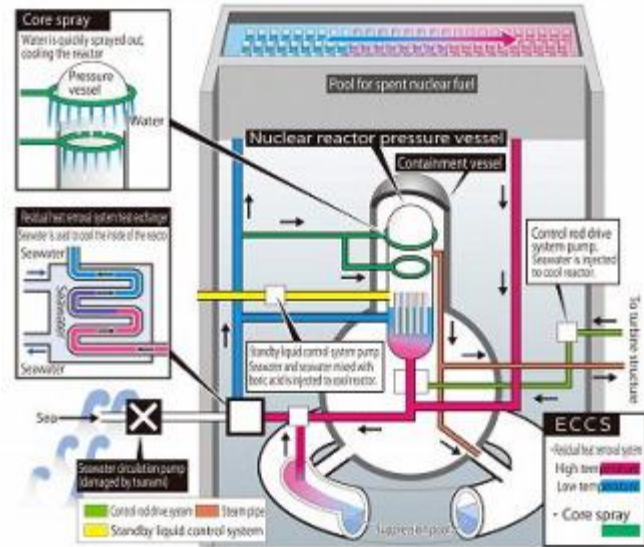 Core spray
Water is quickly sprayed out,
cooling the reactor
Pressure
vessel
Water
Pool for spent nuclear fuel
Nuclear reactor pressure vessel
Containment vessel
Residual heat removal system heat exchanger
Seawater is used to cool the inside of the reactor
Seawater
Seawater
Seawater
Control rod drive
system pump.
Seawater is injected
to cool reactor.
To turbine structure
Standby liquid control system pump
Seawater and seawater mixed with
boric acid is injected to cool reactor.
Sea
Seawater circulation pump
(damaged by tsunami)
Suppression pool
Control rod drive system
Steam pipe
Standby liquid control system
ECCS
・Residual heat removal system
High temperature
Low temperature
・Core spray